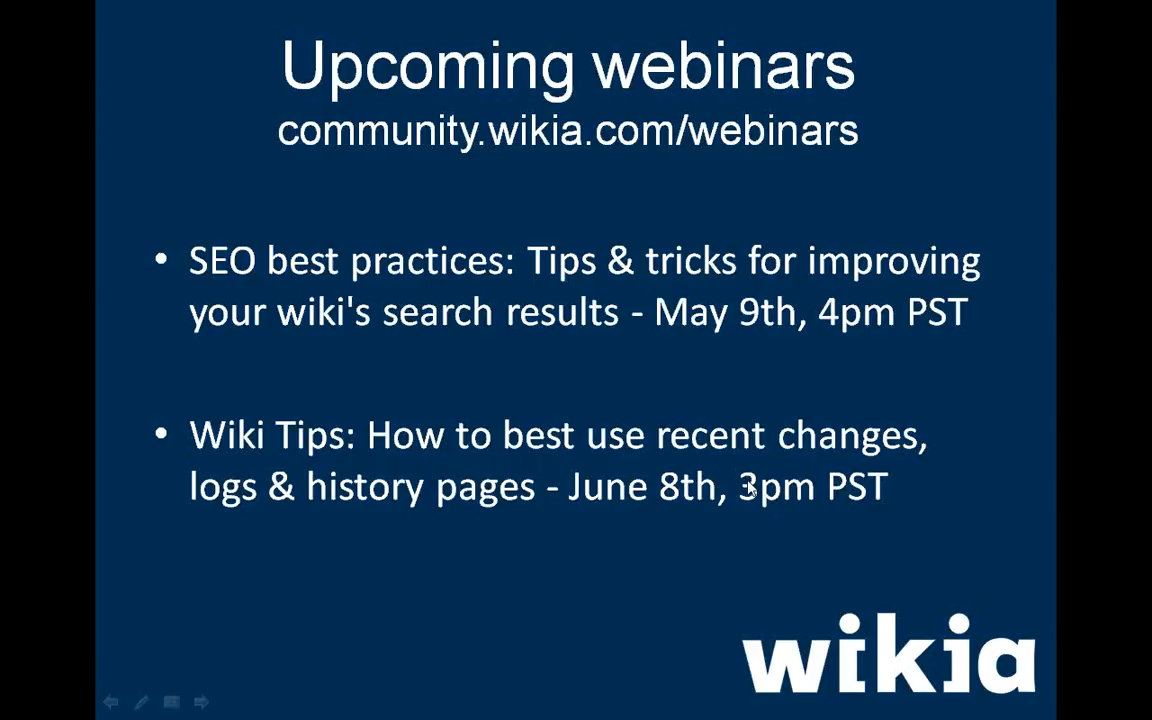 Upcoming webinars
community.wikia.com/webinars
• SEO best practices: Tips & tricks for improving
your wiki's search results - May 9th, 4pm PST
• Wiki Tips: How to best use recent changes,
logs & history pages - June 8th, 3pm PST
wikia